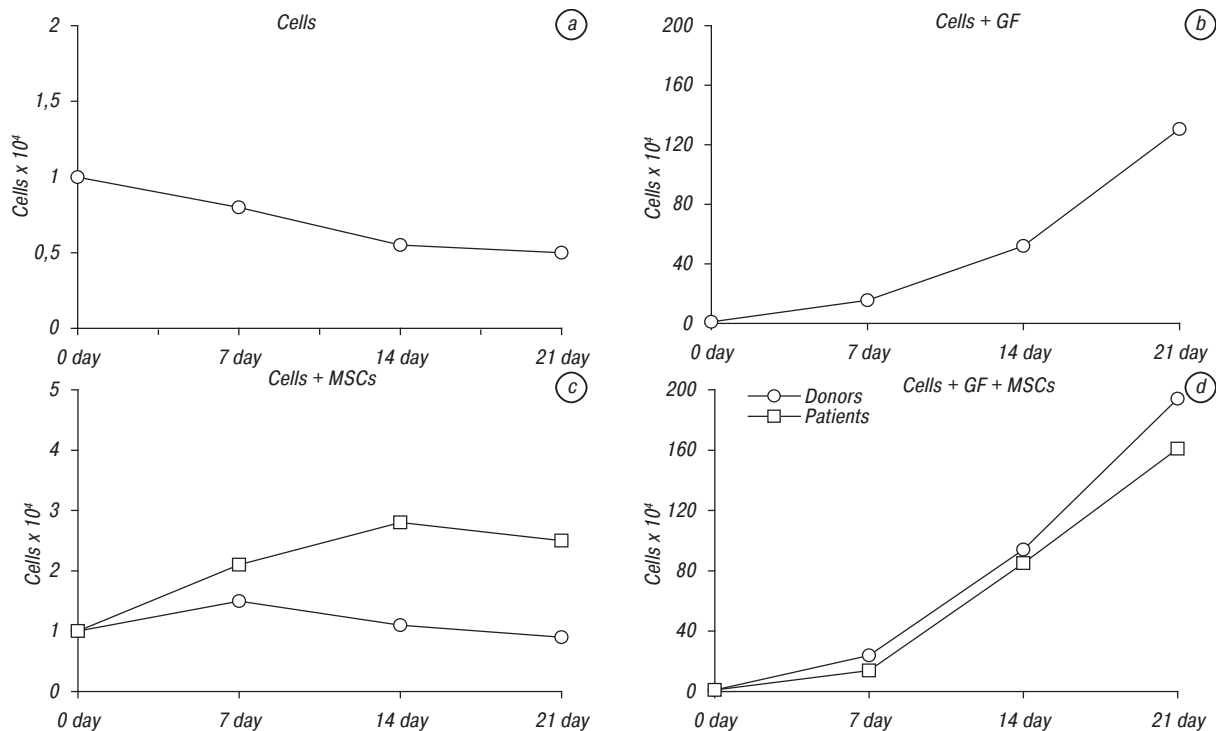 Cells
a
2
1,5
1
0,5
0
Cells x 10⁴
0 day 7 day 14 day 21 day
Cells + GF
b
200
160
120
80
40
0
Cells x 10⁴
0 day 7 day 14 day 21 day
Cells + MSCs
c
5
4
3
2
1
0
Cells x 10⁴
0 day 7 day 14 day 21 day
Cells + GF + MSCs
d
Donors
Patients
200
160
120
80
40
0
Cells x 10⁴
0 day 7 day 14 day 21 day